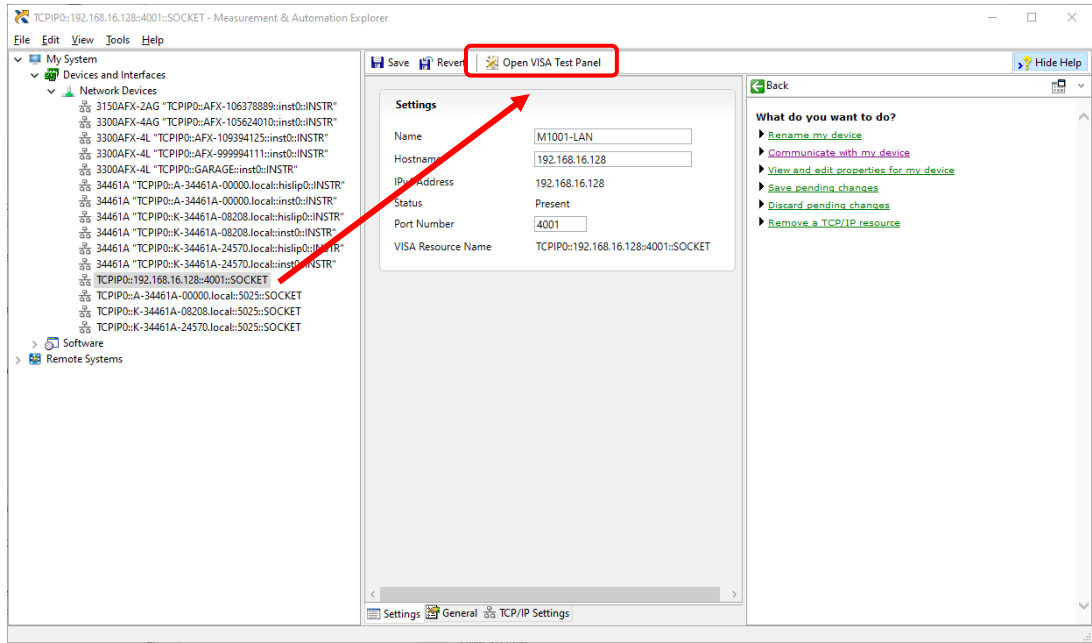 TCPIP0::192.168.16.128::4001::SOCKET - Measurement & Automation Explorer
File Edit View Tools Help
My System
Devices and Interfaces
Network Devices
3150AFX-2AG "TCPIP0::AFX-106378889::inst0::INSTR"
3300AFX-4AG "TCPIP0::AFX-105624010::inst0::INSTR"
3300AFX-4L "TCPIP0::AFX-109394125::inst0::INSTR"
3300AFX-4L "TCPIP0::AFX-999994111::inst0::INSTR"
3300AFX-4L "TCPIP0::GARAGE::inst0::INSTR"
34461A "TCPIP0::A-34461A-00000.local::hislip0::INSTR"
34461A "TCPIP0::A-34461A-00000.local::inst0::INSTR"
34461A "TCPIP0::K-34461A-08208.local::hislip0::INSTR"
34461A "TCPIP0::K-34461A-08208.local::inst0::INSTR"
34461A "TCPIP0::K-34461A-24570.local::hislip0::INSTR"
34461A "TCPIP0::K-34461A-24570.local::inst0::INSTR"
TCPIP0::192.168.16.128::4001::SOCKET
TCPIP0::A-34461A-00000.local::5025::SOCKET
TCPIP0::K-34461A-08208.local::5025::SOCKET
TCPIP0::K-34461A-24570.local::5025::SOCKET
Software
Remote Systems
Save Revert Open VISA Test Panel Hide Help
Settings
Name M1001-LAN
Hostname 192.168.16.128
IPv4 Address 192.168.16.128
Status Present
Port Number 4001
VISA Resource Name TCPIP0::192.168.16.128::4001::SOCKET
Settings General TCP/IP Settings
Back
What do you want to do?
Rename my device
Communicate with my device
View and edit properties for my device
Save pending changes
Discard pending changes
Remove a TCP/IP resource